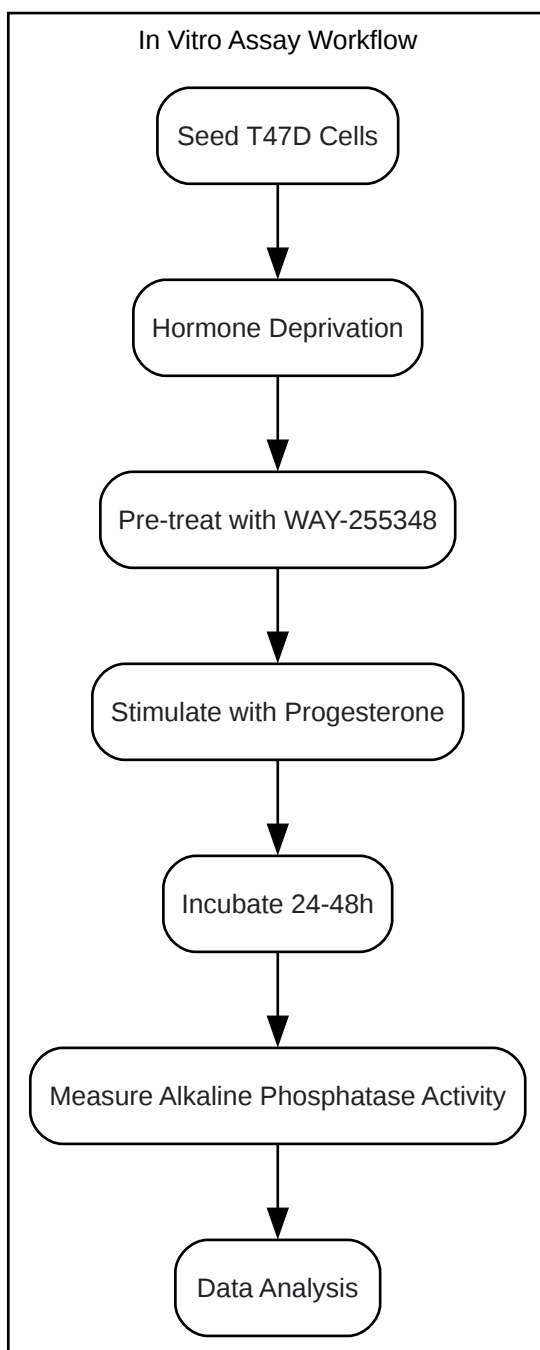 In Vitro Assay Workflow
Seed T47D Cells
Hormone Deprivation
Pre-treat with WAY-255348
Stimulate with Progesterone
Incubate 24-48h
Measure Alkaline Phosphatase Activity
Data Analysis